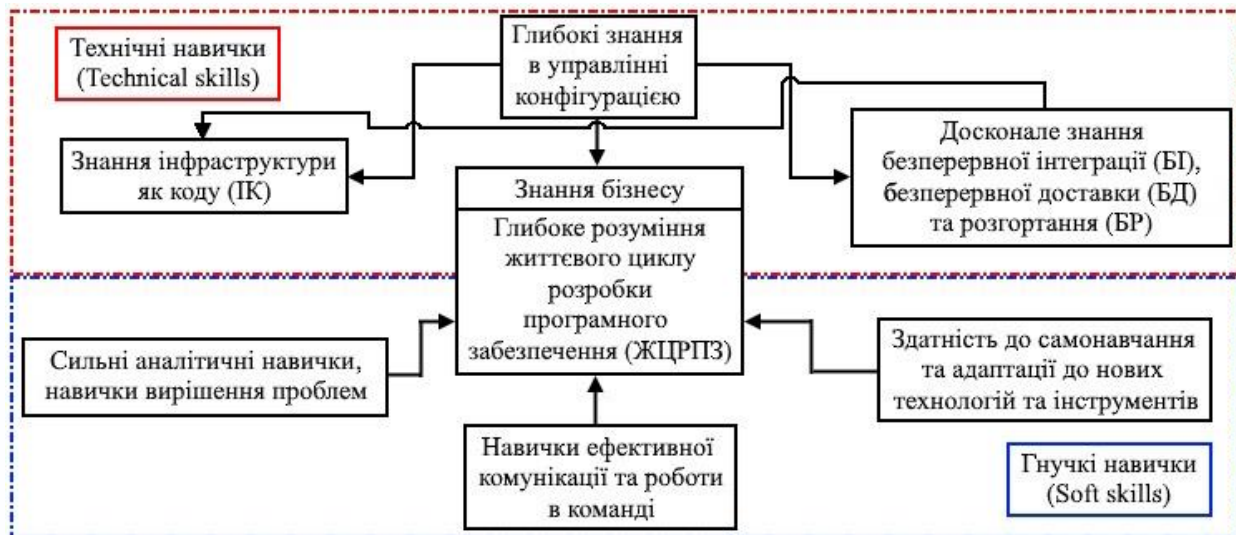 Технічні навички
(Technical skills)
Глибокі знання
в управлінні
конфігурацією
Знання інфраструктури
як коду (ІК)
Досконале знання
безперервної інтеграції (БІ),
безперервної доставки (БД)
та розгортання (БР)
Знання бізнесу
Глибоке розуміння
життєвого циклу
розробки
програмного
забезпечення (ЖЦРПЗ)
Сильні аналітичні навички,
навички вирішення проблем
Здатність до самонавчання
та адаптації до нових
технологій та інструментів
Навички ефективної
комунікації та роботи
в команді
Гнучкі навички
(Soft skills)